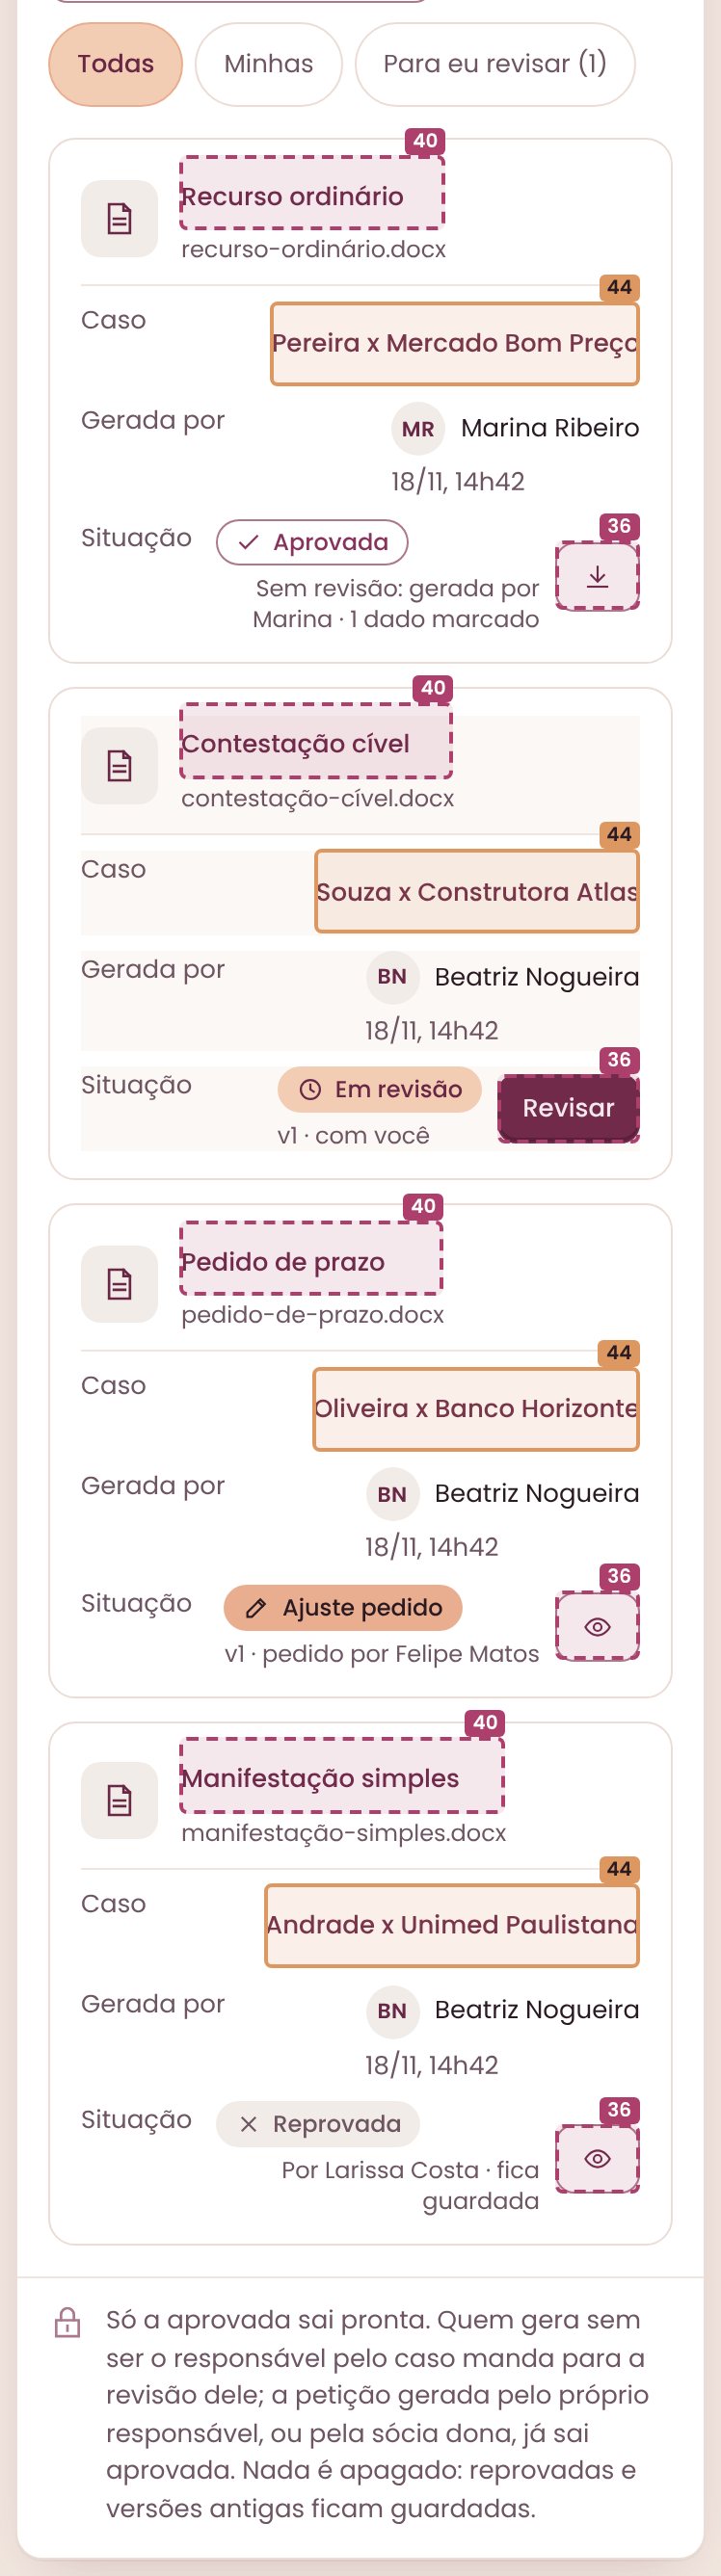 Todas
Minhas
Para eu revisar (1)
40
Recurso ordinário
recurso-ordinário.docx
44
Caso
Pereira x Mercado Bom Preço
Gerada por
MR
Marina Ribeiro
18/11, 14h42
Situação
Aprovada
36
Sem revisão: gerada por
Marina · 1 dado marcado
40
Contestação cível
contestação-cível.docx
44
Caso
Souza x Construtora Atlas
Gerada por
BN
Beatriz Nogueira
18/11, 14h42
36
Situação
Em revisão
Revisar
v1 · com você
40
Pedido de prazo
pedido-de-prazo.docx
44
Caso
Oliveira x Banco Horizonte
Gerada por
BN
Beatriz Nogueira
18/11, 14h42
36
Situação
Ajuste pedido
v1 · pedido por Felipe Matos
40
Manifestação simples
manifestação-simples.docx
44
Caso
Andrade x Unimed Paulistana
Gerada por
BN
Beatriz Nogueira
18/11, 14h42
36
Situação
Reprovada
Por Larissa Costa · fica
guardada
Só a aprovada sai pronta. Quem gera sem
ser o responsável pelo caso manda para a
revisão dele; a petição gerada pelo próprio
responsável, ou pela sócia dona, já sai
aprovada. Nada é apagado: reprovadas e
versões antigas ficam guardadas.